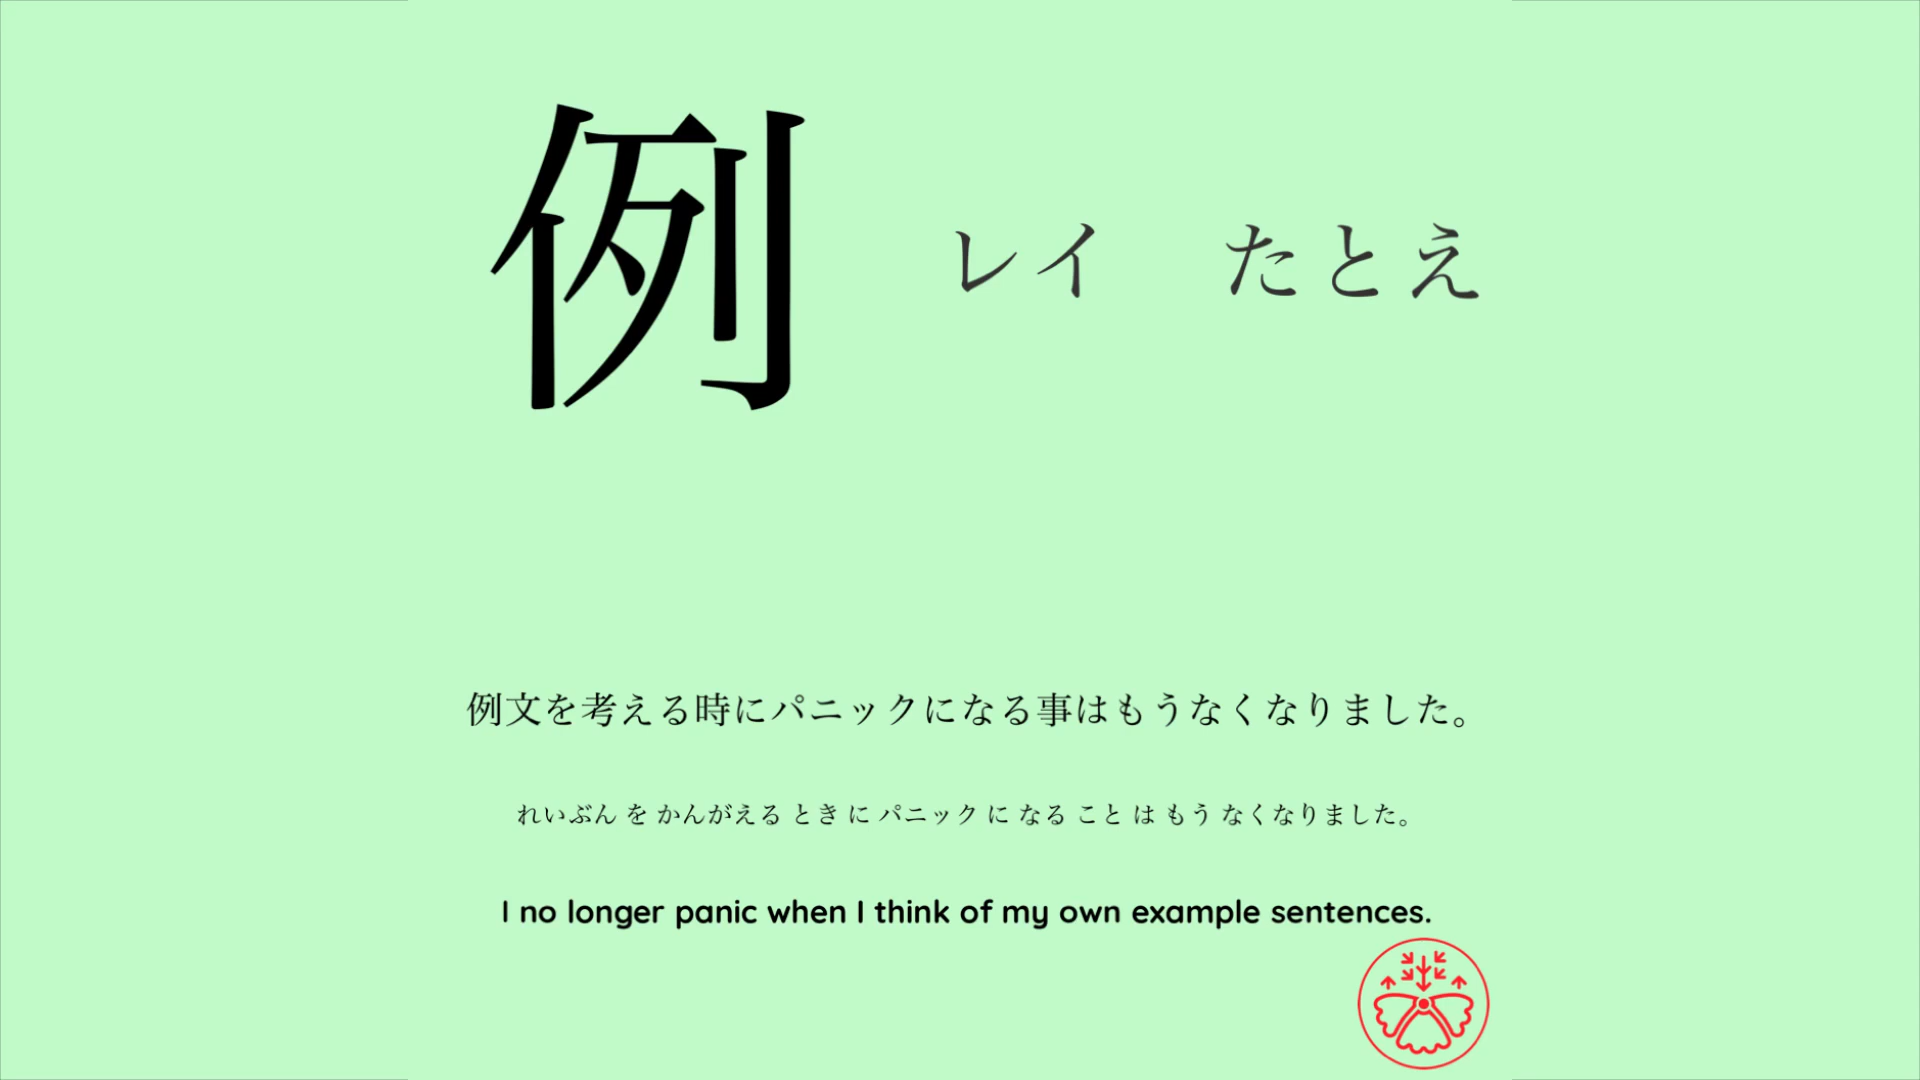 例 レイ たとえ
例文を考える時にパニックになる事はもうなくなりました。
れいぶん を かんがえる とき に パニック に なる こと は もう なくなりました。
I no longer panic when I think of my own example sentences.